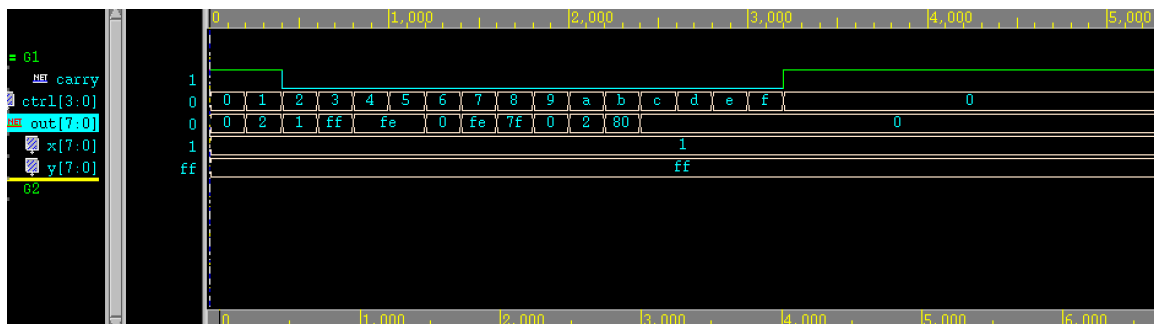 0 1,000 2,000 3,000 4,000 5,000
= G1
NET carry 1
ctrl[3:0] 0 0 1 2 3 4 5 6 7 8 9 a b c d e f 0
NET out[7:0] 0 0 2 1 ff fe 0 fe 7f 0 2 80 0
x[7:0] 1 1
y[7:0] ff ff
G2
0 1,000 2,000 3,000 4,000 5,000 6,000